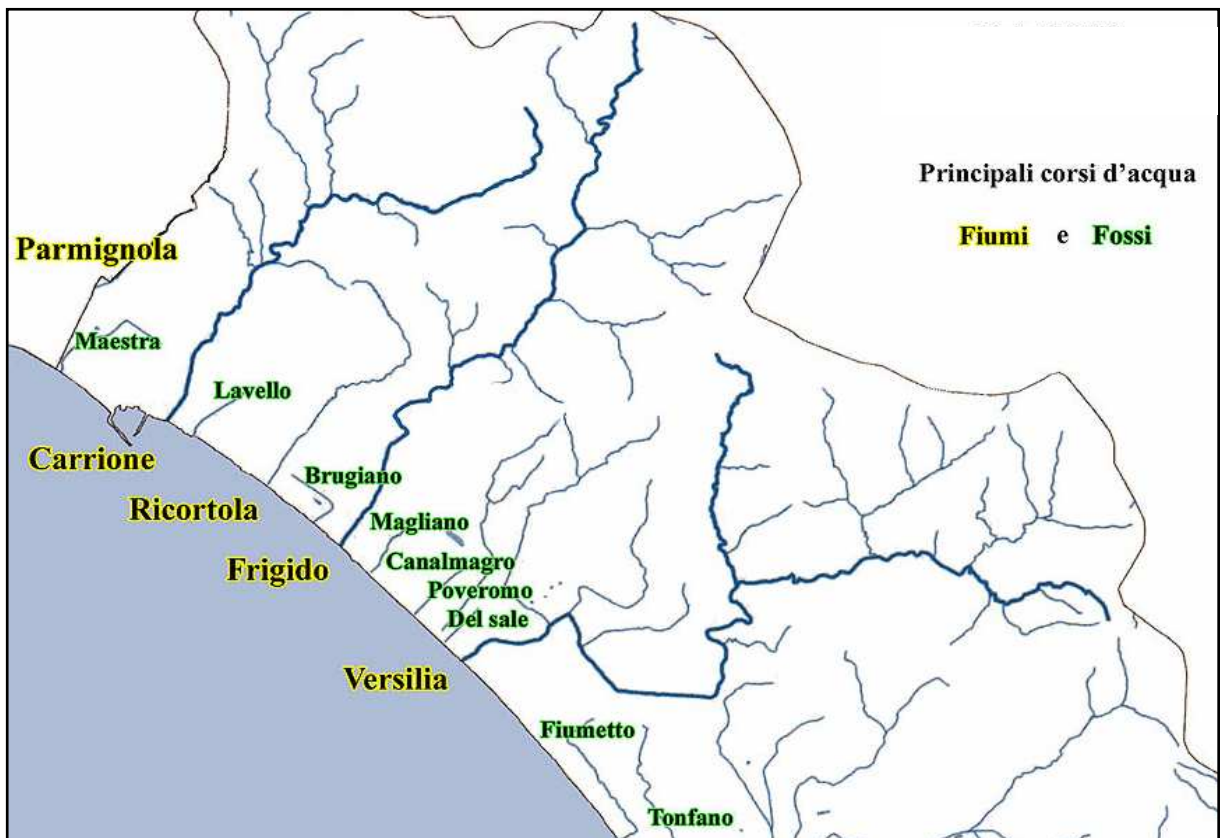 Principali corsi d'acqua
Fiumi e Fossi
Parmignola
Maestra
Lavello
Carrione
Brugiano
Ricortola
Magliano
Canalmagro
Frigido
Poveromo
Del sale
Versilia
Fiumetto
Tonfano